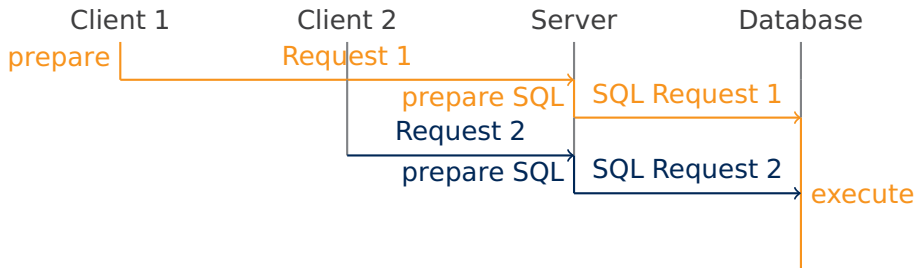 Client 1
Client 2
Server
Database
prepare
Request 1
prepare SQL
SQL Request 1
Request 2
prepare SQL
SQL Request 2
execute